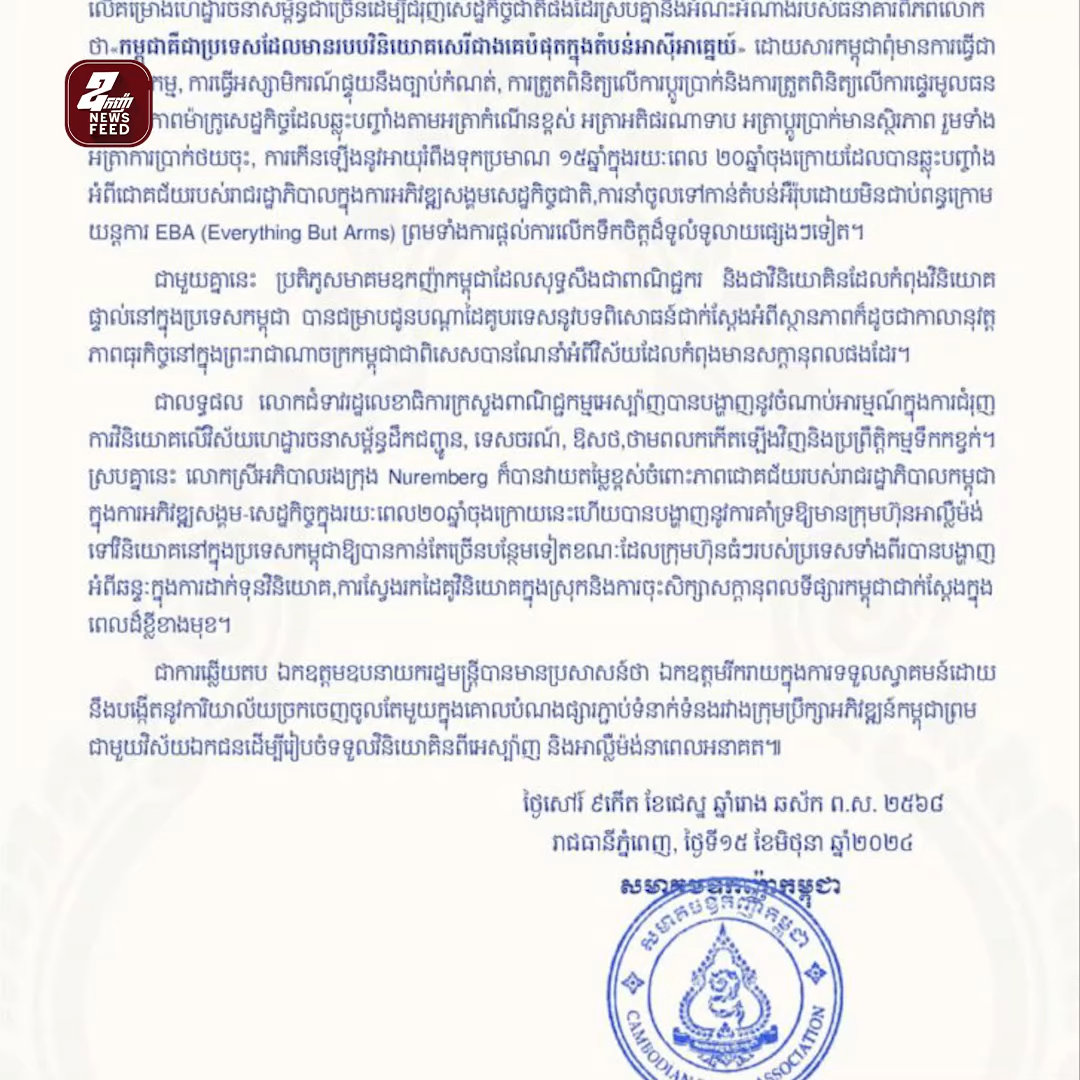 លើគម្រោងហេដ្ឋារចនាសម្ព័ន្ធជាច្រើនដើម្បីជំរុញសេដ្ឋកិច្ចជាតិផងដែរស្របគ្នានឹងអំណះអំណាងរបស់ធនាគារពិភពលោក
ថា«កម្ពុជាគឺជាប្រទេសដែលមានរបបវិនិយោគសេរីជាងគេបំផុតក្នុងតំបន់អាស៊ីអាគ្នេយ៍» ដោយសារកម្ពុជាពុំមានការធ្វើជា
កម្ម, ការធ្វើអស្សាមិករណ៍ផ្ទុយនឹងច្បាប់កំណត់, ការត្រួតពិនិត្យលើការប្តូរប្រាក់និងការត្រួតពិនិត្យលើការផ្ទេរមូលធន
ភាពម៉ាក្រូសេដ្ឋកិច្ចដែលឆ្លុះបញ្ចាំងតាមអត្រាកំណើនខ្ពស់ អត្រាអតិផរណាទាប អត្រាប្តូរប្រាក់មានស្ថិរភាព រួមទាំង
អត្រាការប្រាក់ថយចុះ, ការកើនឡើងនូវអាយុរំពឹងទុកប្រមាណ ១៥ឆ្នាំក្នុងរយៈពេល ២០ឆ្នាំចុងក្រោយដែលបានឆ្លុះបញ្ចាំង
អំពីជោគជ័យរបស់រាជរដ្ឋាភិបាលក្នុងការអភិវឌ្ឍសង្គមសេដ្ឋកិច្ចជាតិ,ការនាំចូលទៅកាន់តំបន់អឺរ៉ុបដោយមិនជាប់ពន្ធក្រោម
យន្តការ EBA (Everything But Arms) ព្រមទាំងការផ្តល់ការលើកទឹកចិត្តដ៏ទូលំទូលាយផ្សេងៗទៀត។
ជាមួយគ្នានេះ ប្រតិភូសមាគមឧកញ៉ាកម្ពុជាដែលសុទ្ធសឹងជាពាណិជ្ជករ និងជាវិនិយោគិនដែលកំពុងវិនិយោគ
ផ្ទាល់នៅក្នុងប្រទេសកម្ពុជា បានជម្រាបជូនបណ្តាដៃគូបរទេសនូវបទពិសោធន៍ជាក់ស្តែងអំពីស្ថានភាពក៏ដូចជាកាលានុវត្ត
ភាពធុរកិច្ចនៅក្នុងព្រះរាជាណាចក្រកម្ពុជាជាពិសេសបានណែនាំអំពីវិស័យដែលកំពុងមានសក្តានុពលផងដែរ។
ជាលទ្ធផល លោកជំទាវរដ្ឋលេខាធិការក្រសួងពាណិជ្ជកម្មអេស្ប៉ាញបានបង្ហាញនូវចំណាប់អារម្មណ៍ក្នុងការជំរុញ
ការវិនិយោគលើវិស័យហេដ្ឋារចនាសម្ព័ន្ធដឹកជញ្ជូន, ទេសចរណ៍, ឱសថ,ថាមពលកកើតឡើងវិញនិងប្រព្រឹត្តិកម្មទឹកកខ្វក់។
ស្របគ្នានេះ លោកស្រីអភិបាលរងក្រុង Nuremberg ក៏បានវាយតម្លៃខ្ពស់ចំពោះភាពជោគជ័យរបស់រាជរដ្ឋាភិបាលកម្ពុជា
ក្នុងការអភិវឌ្ឍសង្គម-សេដ្ឋកិច្ចក្នុងរយៈពេល២០ឆ្នាំចុងក្រោយនេះហើយបានបង្ហាញនូវការគាំទ្រឱ្យមានក្រុមហ៊ុនអាល្លឺម៉ង់
ទៅវិនិយោគនៅក្នុងប្រទេសកម្ពុជាឱ្យបានកាន់តែច្រើនបន្ថែមទៀតខណៈដែលក្រុមហ៊ុនធំៗរបស់ប្រទេសទាំងពីរបានបង្ហាញ
អំពីឆន្ទៈក្នុងការដាក់ទុនវិនិយោគ,ការស្វែងរកដៃគូវិនិយោគក្នុងស្រុកនិងការចុះសិក្សាសក្តានុពលទីផ្សារកម្ពុជាជាក់ស្តែងក្នុង
ពេលដ៏ខ្លីខាងមុខ។
ជាការឆ្លើយតប ឯកឧត្តមឧបនាយករដ្ឋមន្ត្រីបានមានប្រសាសន៍ថា ឯកឧត្តមរីករាយក្នុងការទទួលស្វាគមន៍ដោយ
នឹងបង្កើតនូវការិយាល័យច្រកចេញចូលតែមួយក្នុងគោលបំណងផ្សារភ្ជាប់ទំនាក់ទំនងរវាងក្រុមប្រឹក្សាអភិវឌ្ឍន៍កម្ពុជាព្រម
ជាមួយវិស័យឯកជនដើម្បីរៀបចំទទួលវិនិយោគិនពីអេស្ប៉ាញ និងអាល្លឺម៉ង់នាពេលអនាគត៕
ថ្ងៃសៅរ៍ ៩កើត ខែជេស្ឋ ឆ្នាំរោង ឆស័ក ព.ស. ២៥៦៨
រាជធានីភ្នំពេញ, ថ្ងៃទី១៥ ខែមិថុនា ឆ្នាំ២០២៤
សមាគមឧកញ៉ាកម្ពុជា
សមាគមឧកញ៉ាកម្ពុជា
CAMBODIAN
ASSOCIATION
ឧកញ៉ា
NEWS
FEED